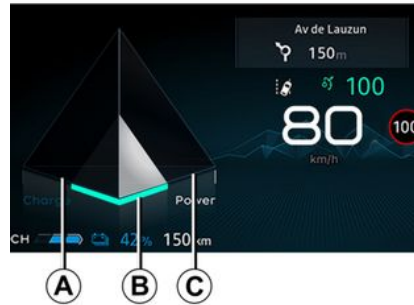 Av de Lauzun
150m
100
80
100
km/h
Charge
Power
CH
42%
150 km
A
B
C